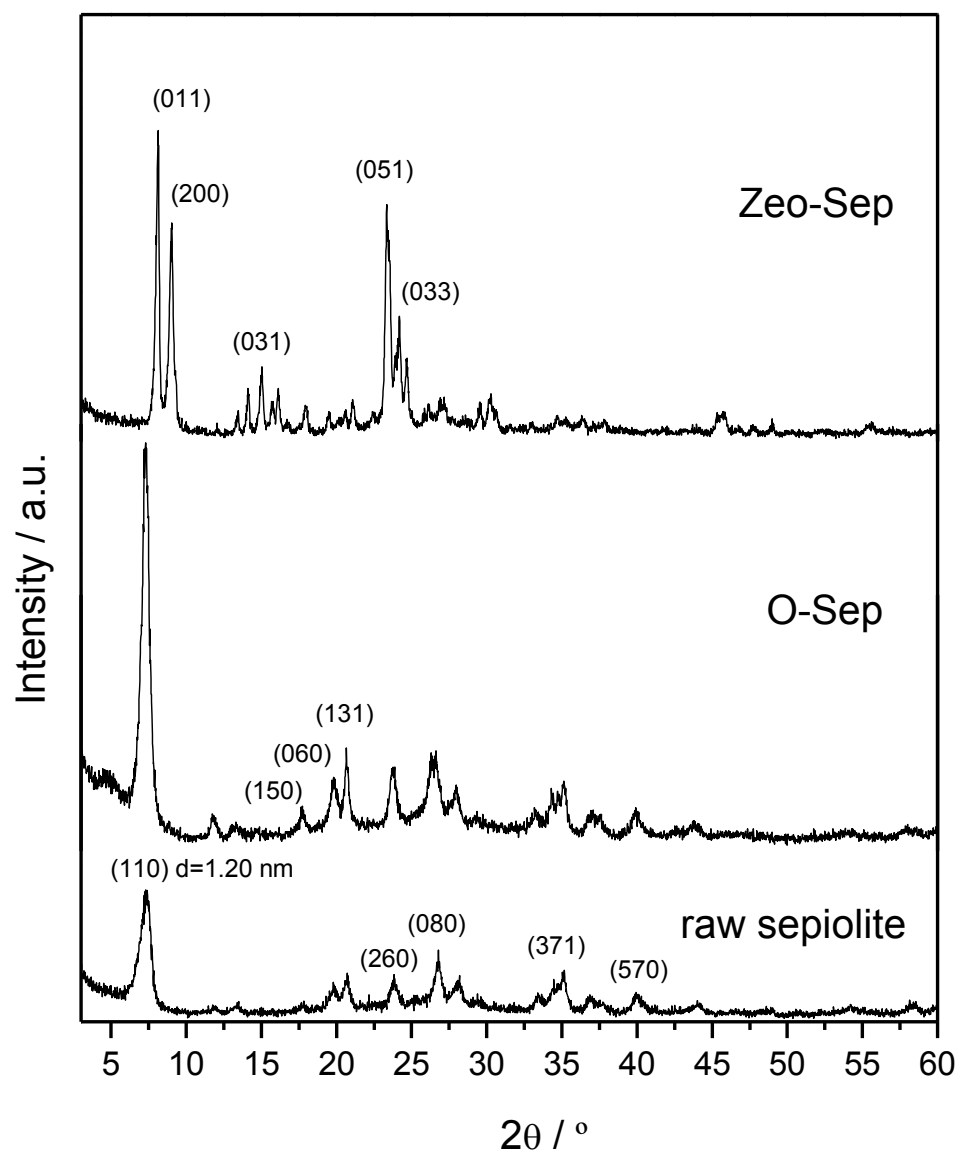 (011)
(200)
(051)
Zeo-Sep
(033)
(031)
Intensity / a.u.
O-Sep
(131)
(060)
(150)
(110) d=1.20 nm
raw sepiolite
(080)
(371)
(260)
(570)
5 10 15 20 25 30 35 40 45 50 55 60
2θ / º